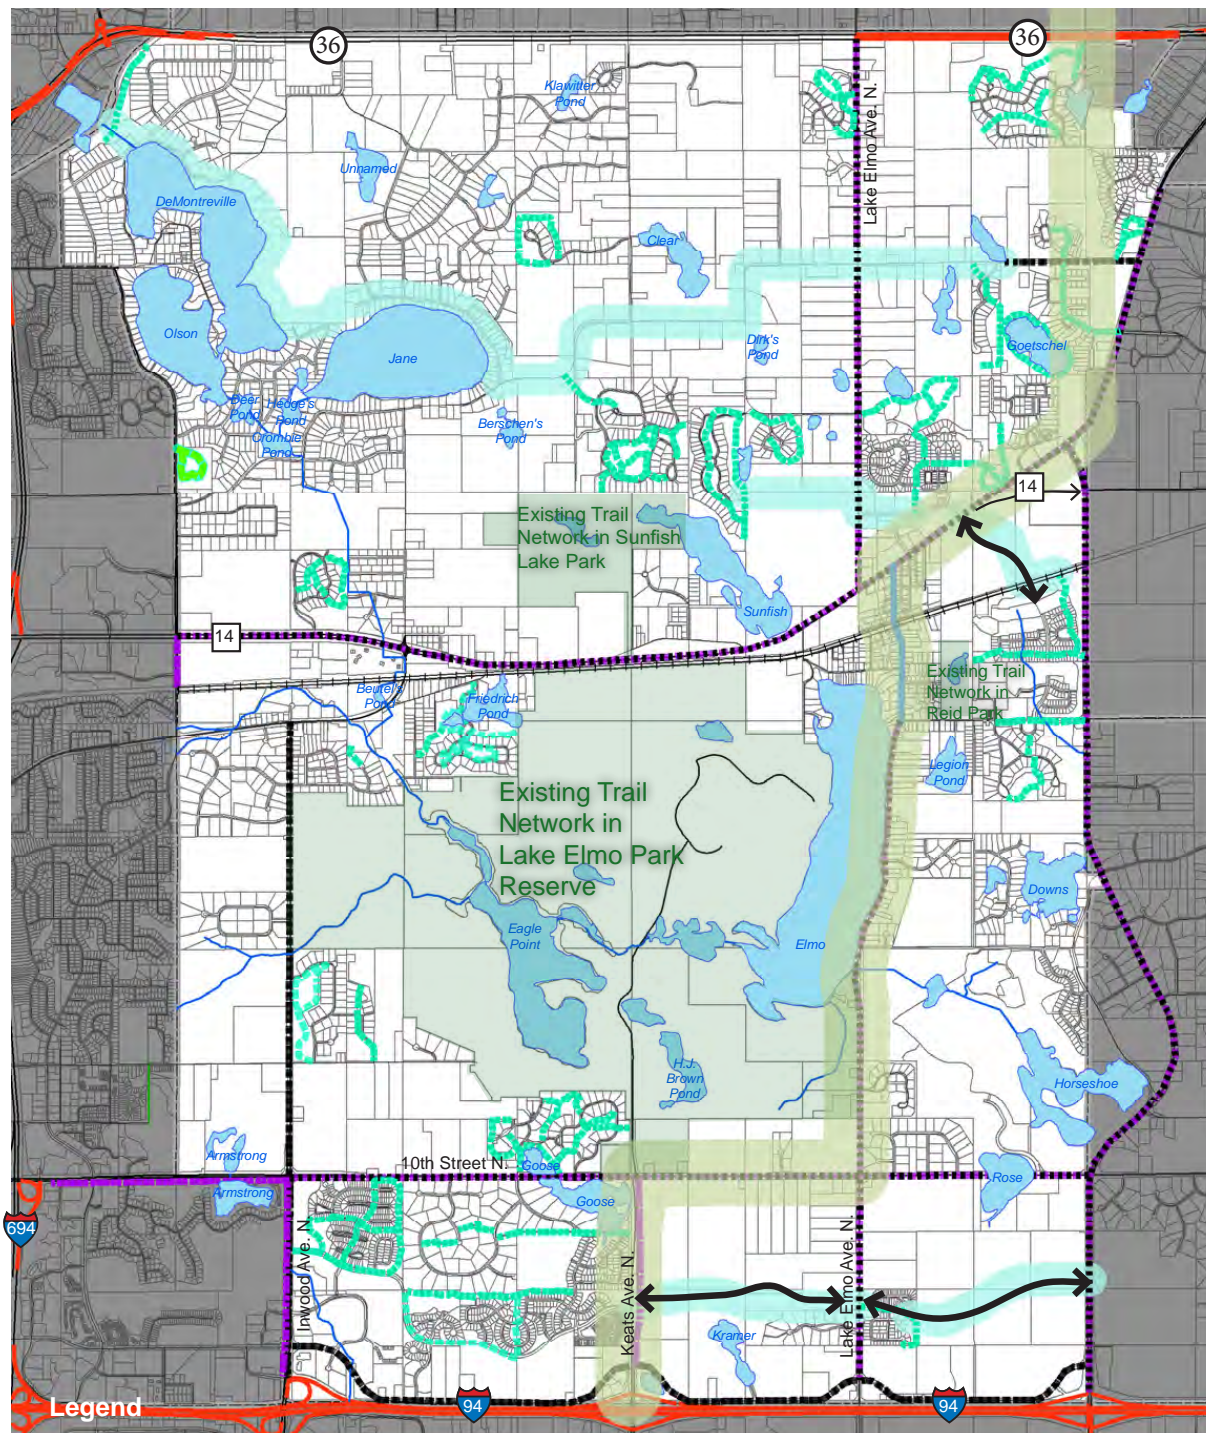 36
36
Klawitter
Pond
Lake Elmo Ave. N.
Unnamed
DeMontreville
Clear
Olson
Jane
Dirk's
Pond
Goetschel
Deer
Pond
Hedge's
Pond
Cromble
Pond
Berschen's
Pond
14
Existing Trail
Network in Sunfish
Lake Park
Sunfish
14
Existing Trail
Network in
Reid Park
Beutel's
Pond
Friedrich
Pond
Legion
Pond
Existing Trail
Network in
Lake Elmo Park
Reserve
Downs
Eagle
Point
Elmo
H.J.
Brown
Pond
Horseshoe
Armstrong
10th Street N.
Goose
Rose
Armstrong
Goose
694
Inwood Ave. N.
Keats Ave. N.
Lake Elmo Ave. N.
Kramer
Legend
94
94